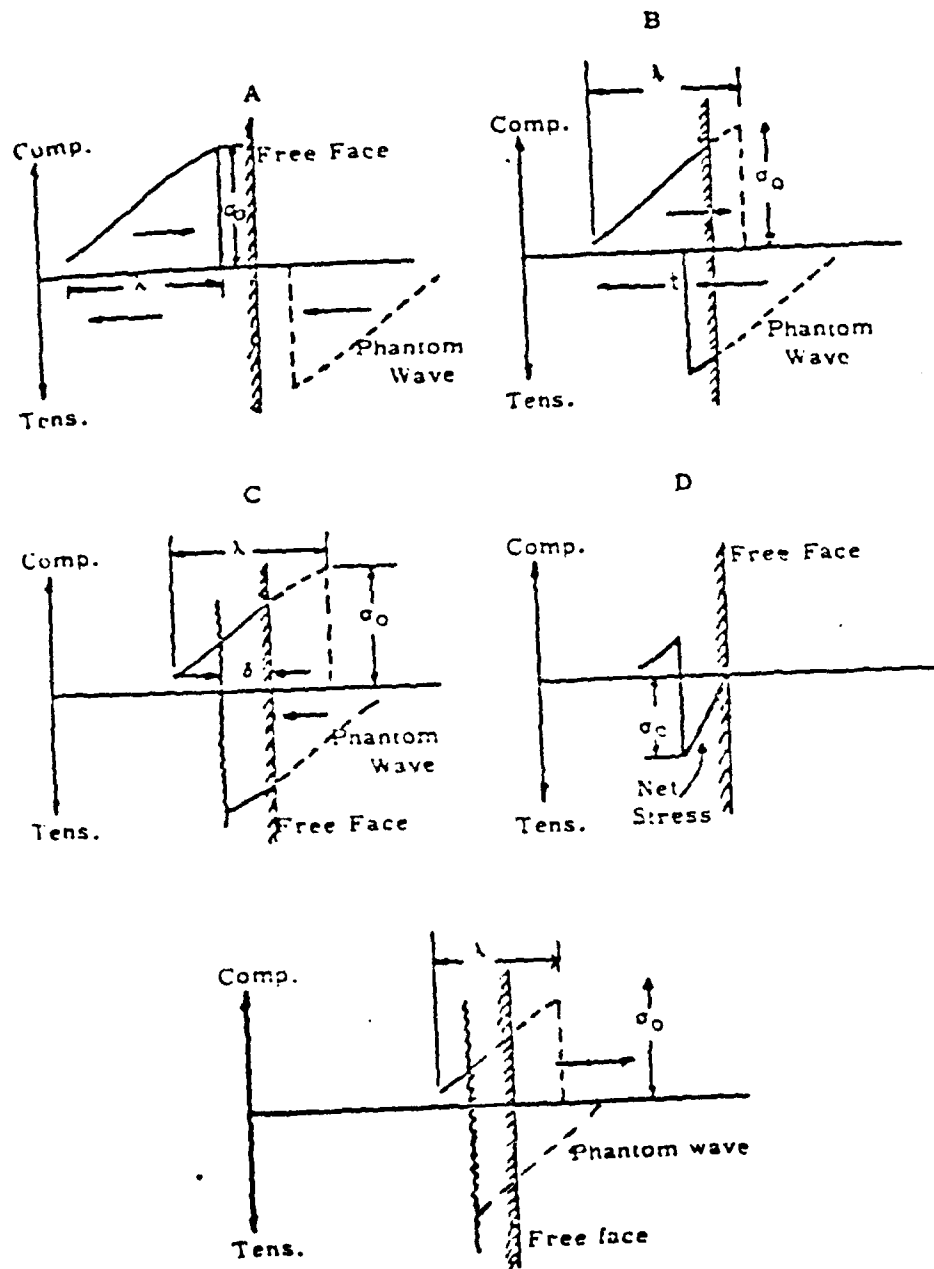 A
Comp.
Free Face
σo
λ
Phantom
Wave
Tens.
B
λ
Comp.
σo
t
Phantom
Wave
Tens.
C
Comp.
λ
σo
δ
Phantom
Wave
Tens.
Free Face
D
Comp.
Free Face
σc
Net
Stress
Tens.
λ
Comp.
σo
Phantom wave
Tens.
Free face